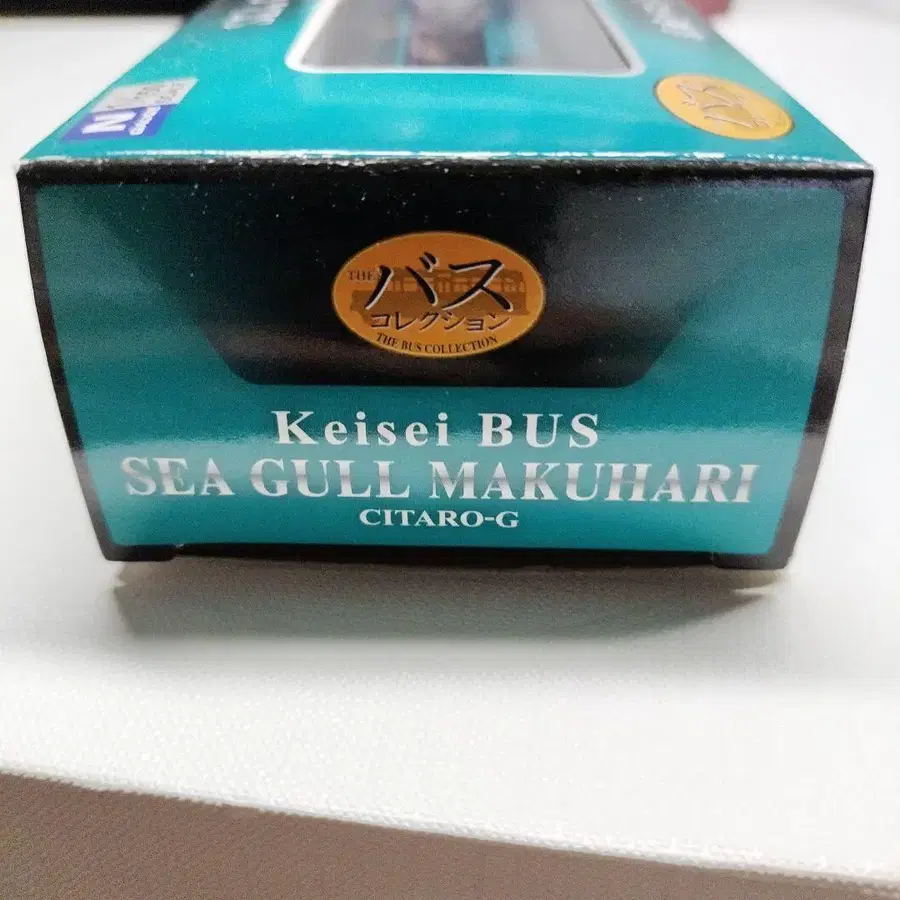 N
THE
バス
コレクション
THE BUS COLLECTION
Keisei BUS
SEA GULL MAKUHARI
CITARO-G